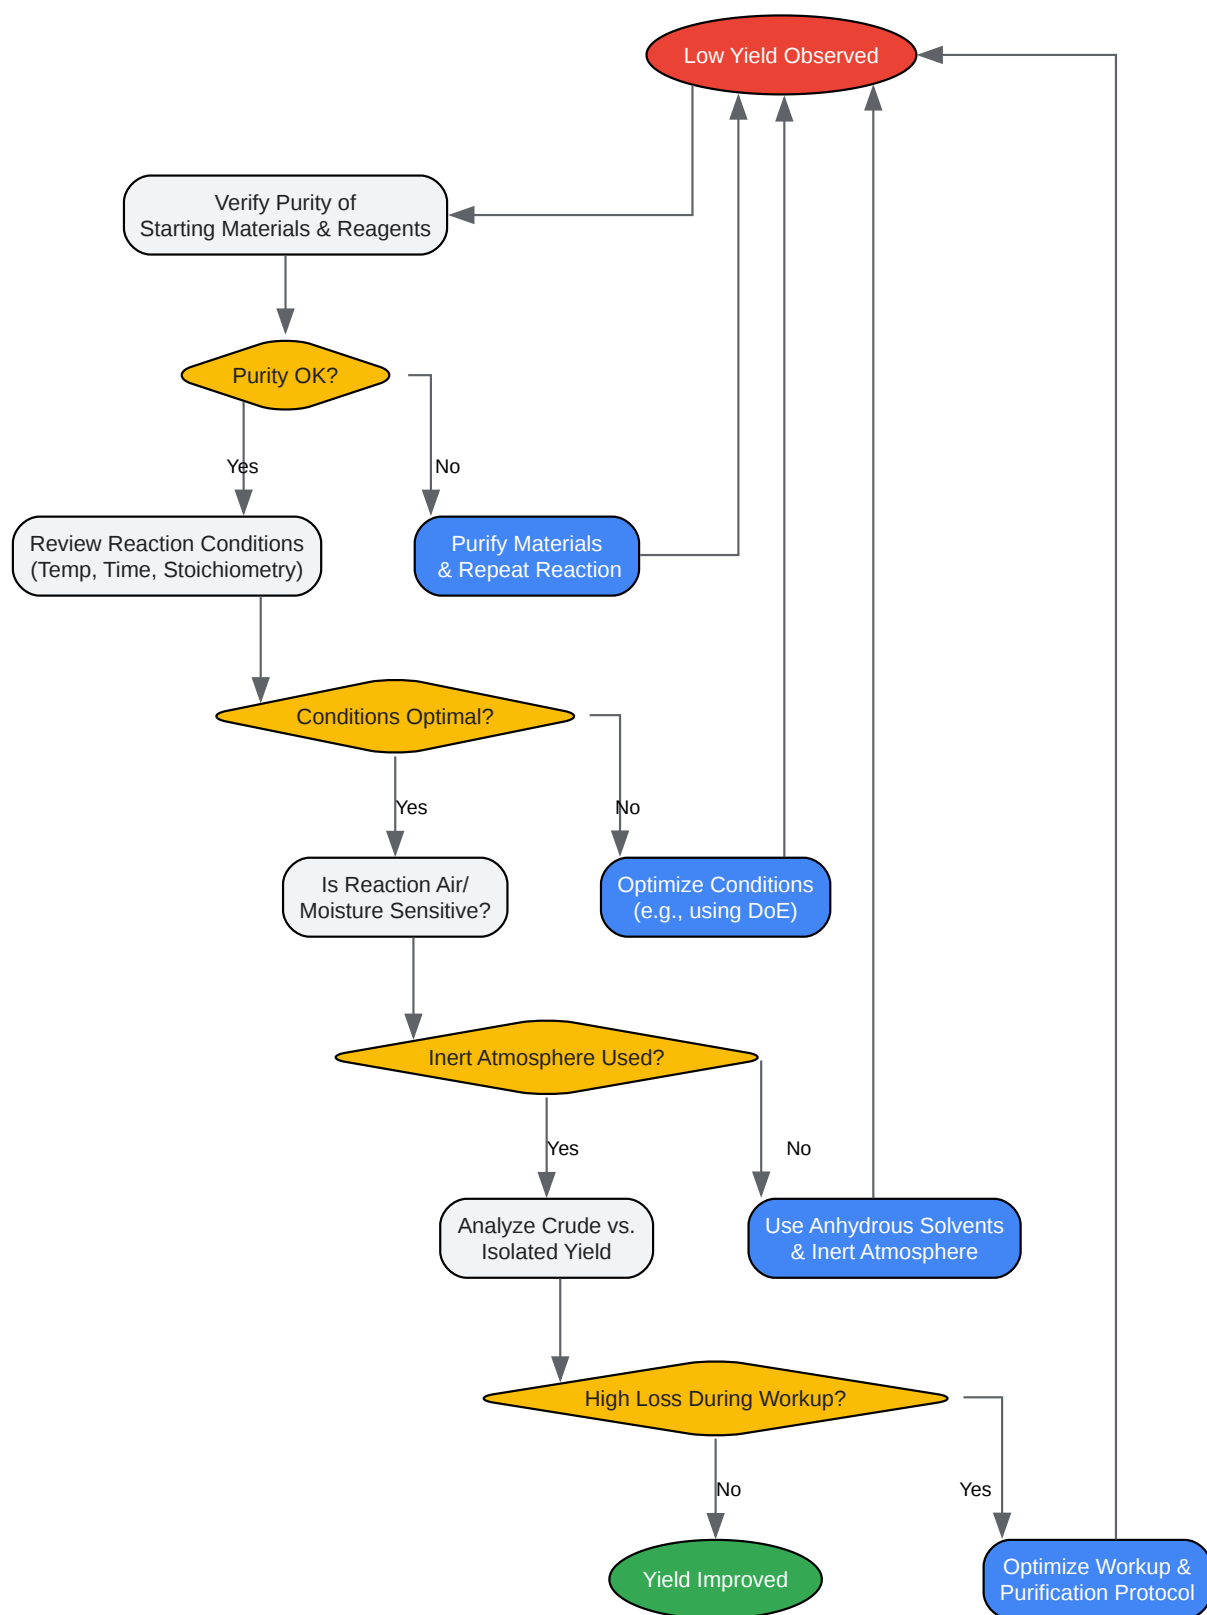 Low Yield Observed
Verify Purity of
Starting Materials & Reagents
Purity OK?
Yes
No
Review Reaction Conditions
(Temp, Time, Stoichiometry)
Purify Materials
& Repeat Reaction
Conditions Optimal?
Yes
No
Is Reaction Air/
Moisture Sensitive?
Optimize Conditions
(e.g., using DoE)
Inert Atmosphere Used?
Yes
No
Analyze Crude vs.
Isolated Yield
Use Anhydrous Solvents
& Inert Atmosphere
High Loss During Workup?
No
Yes
Yield Improved
Optimize Workup &
Purification Protocol